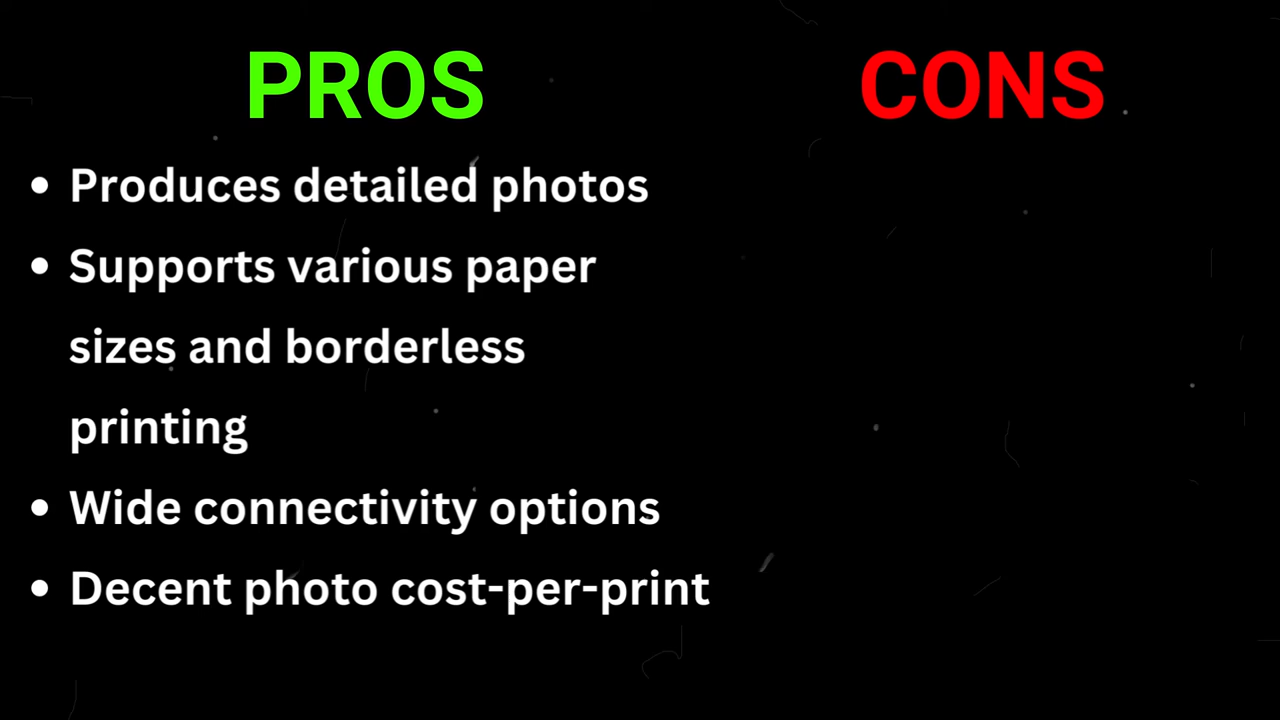 PROS
CONS
• Produces detailed photos
• Supports various paper
sizes and borderless
printing
• Wide connectivity options
• Decent photo cost-per-print